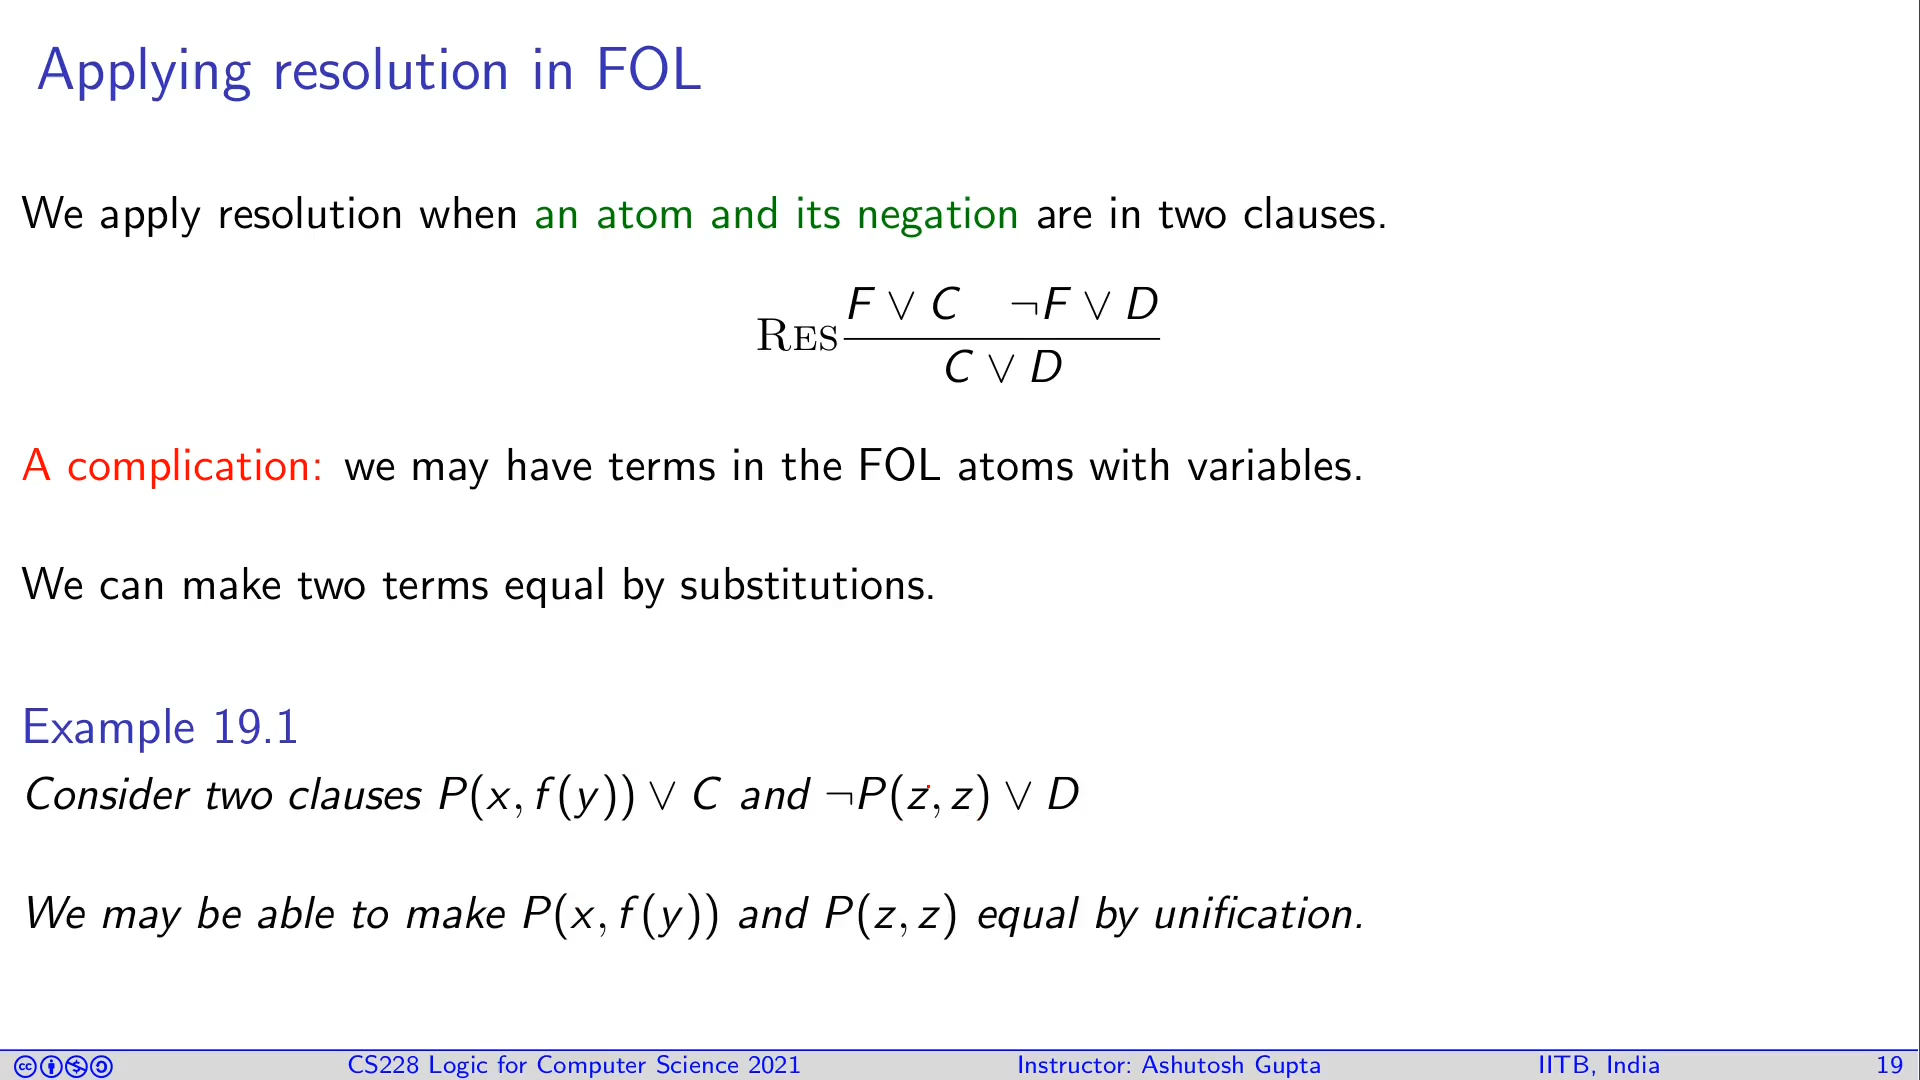 Applying resolution in FOL
We apply resolution when an atom and its negation are in two clauses.
F ∨ C ¬F ∨ D
RES
C ∨ D
A complication: we may have terms in the FOL atoms with variables.
We can make two terms equal by substitutions.
Example 19.1
Consider two clauses P(x, f(y)) ∨ C and ¬P(z, z) ∨ D
We may be able to make P(x, f(y)) and P(z, z) equal by unification.
CS228 Logic for Computer Science 2021 Instructor: Ashutosh Gupta IITB, India 19